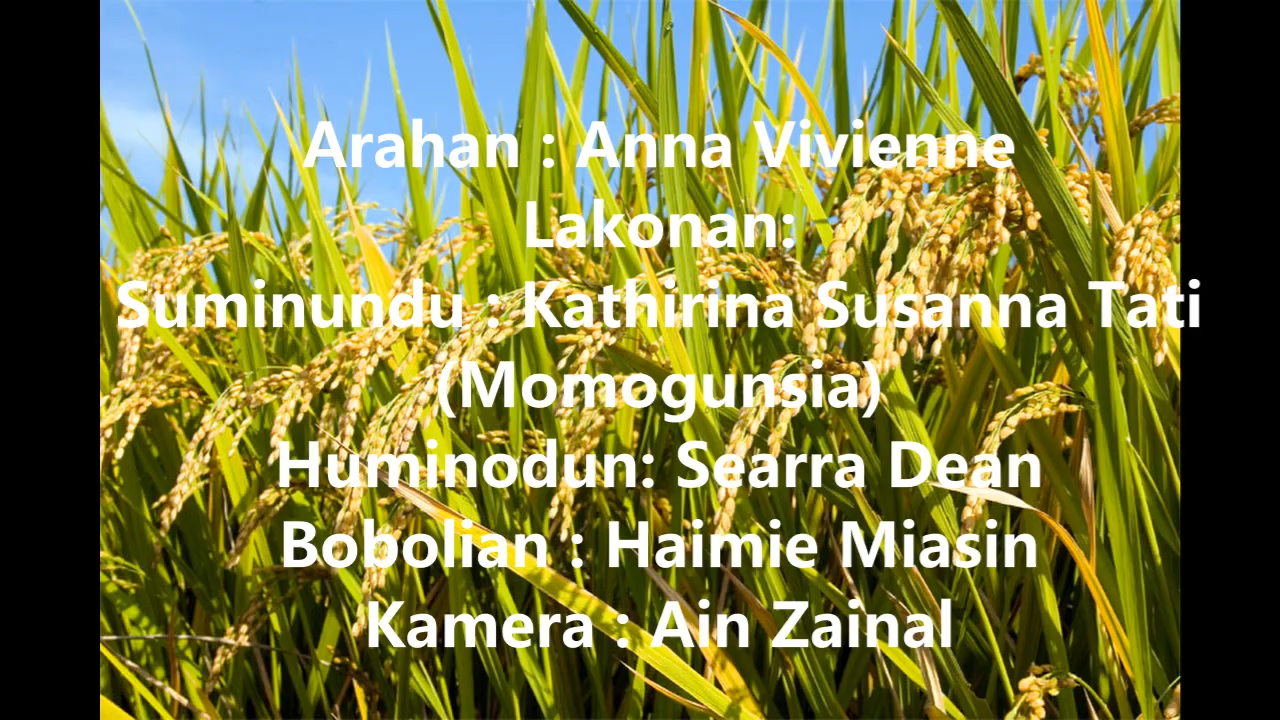 Arahan : Anna Vivienne
Lakonan:
Suminundu : Kathirina Susanna Tati
(Momogunsia)
Huminodun: Searra Dean
Bobolian : Haimie Miasin
Kamera : Ain Zainal